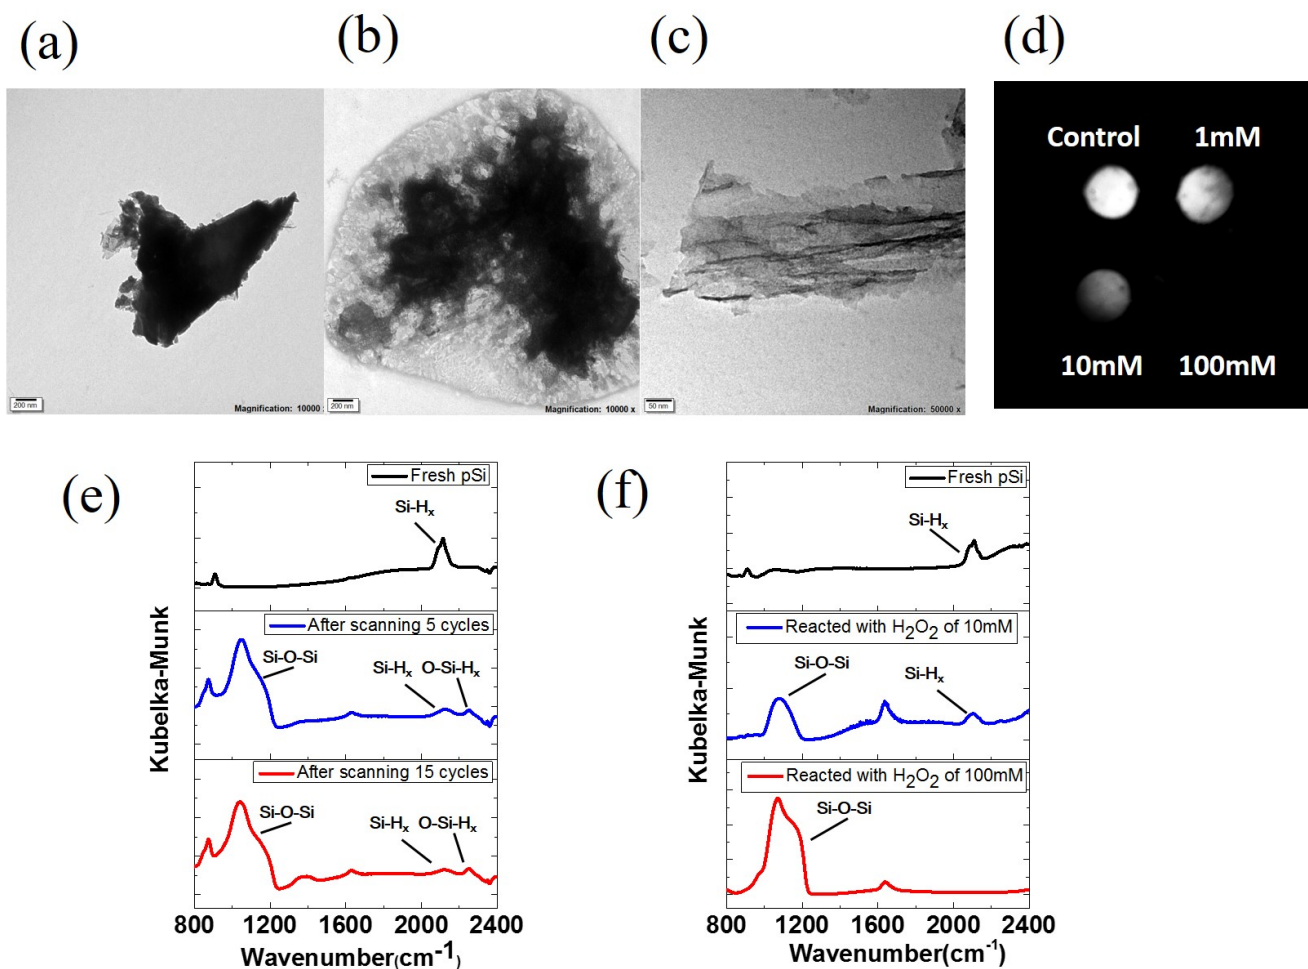 (a)
(b)
(c)
(d)
200 nm
Magnification: 10000
200 nm
Magnification: 10000 x
50 nm
Magnification: 50000 x
Control 1mM
10mM 100mM
(e)
Fresh pSi
Si-Hₓ
After scanning 5 cycles
Si-O-Si
Si-Hₓ O-Si-Hₓ
After scanning 15 cycles
Si-O-Si
Si-Hₓ O-Si-Hₓ
Kubelka-Munk
800 1200 1600 2000 2400
Wavenumber(cm⁻¹)
(f)
Fresh pSi
Si-Hₓ
Reacted with H₂O₂ of 10mM
Si-O-Si
Si-Hₓ
Reacted with H₂O₂ of 100mM
Si-O-Si
Kubelka-Munk
800 1200 1600 2000 2400
Wavenumber(cm⁻¹)